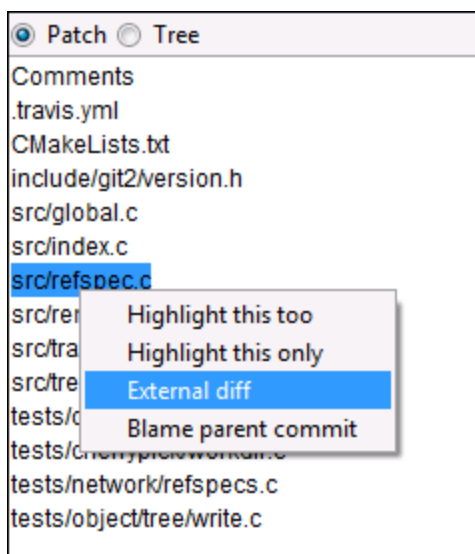 Patch Tree
Comments
.travis.yml
CMakeLists.txt
include/git2/version.h
src/global.c
src/index.c
src/refspec.c
Highlight this too
Highlight this only
External diff
Blame parent commit
tests/network/refspecs.c
tests/object/tree/write.c